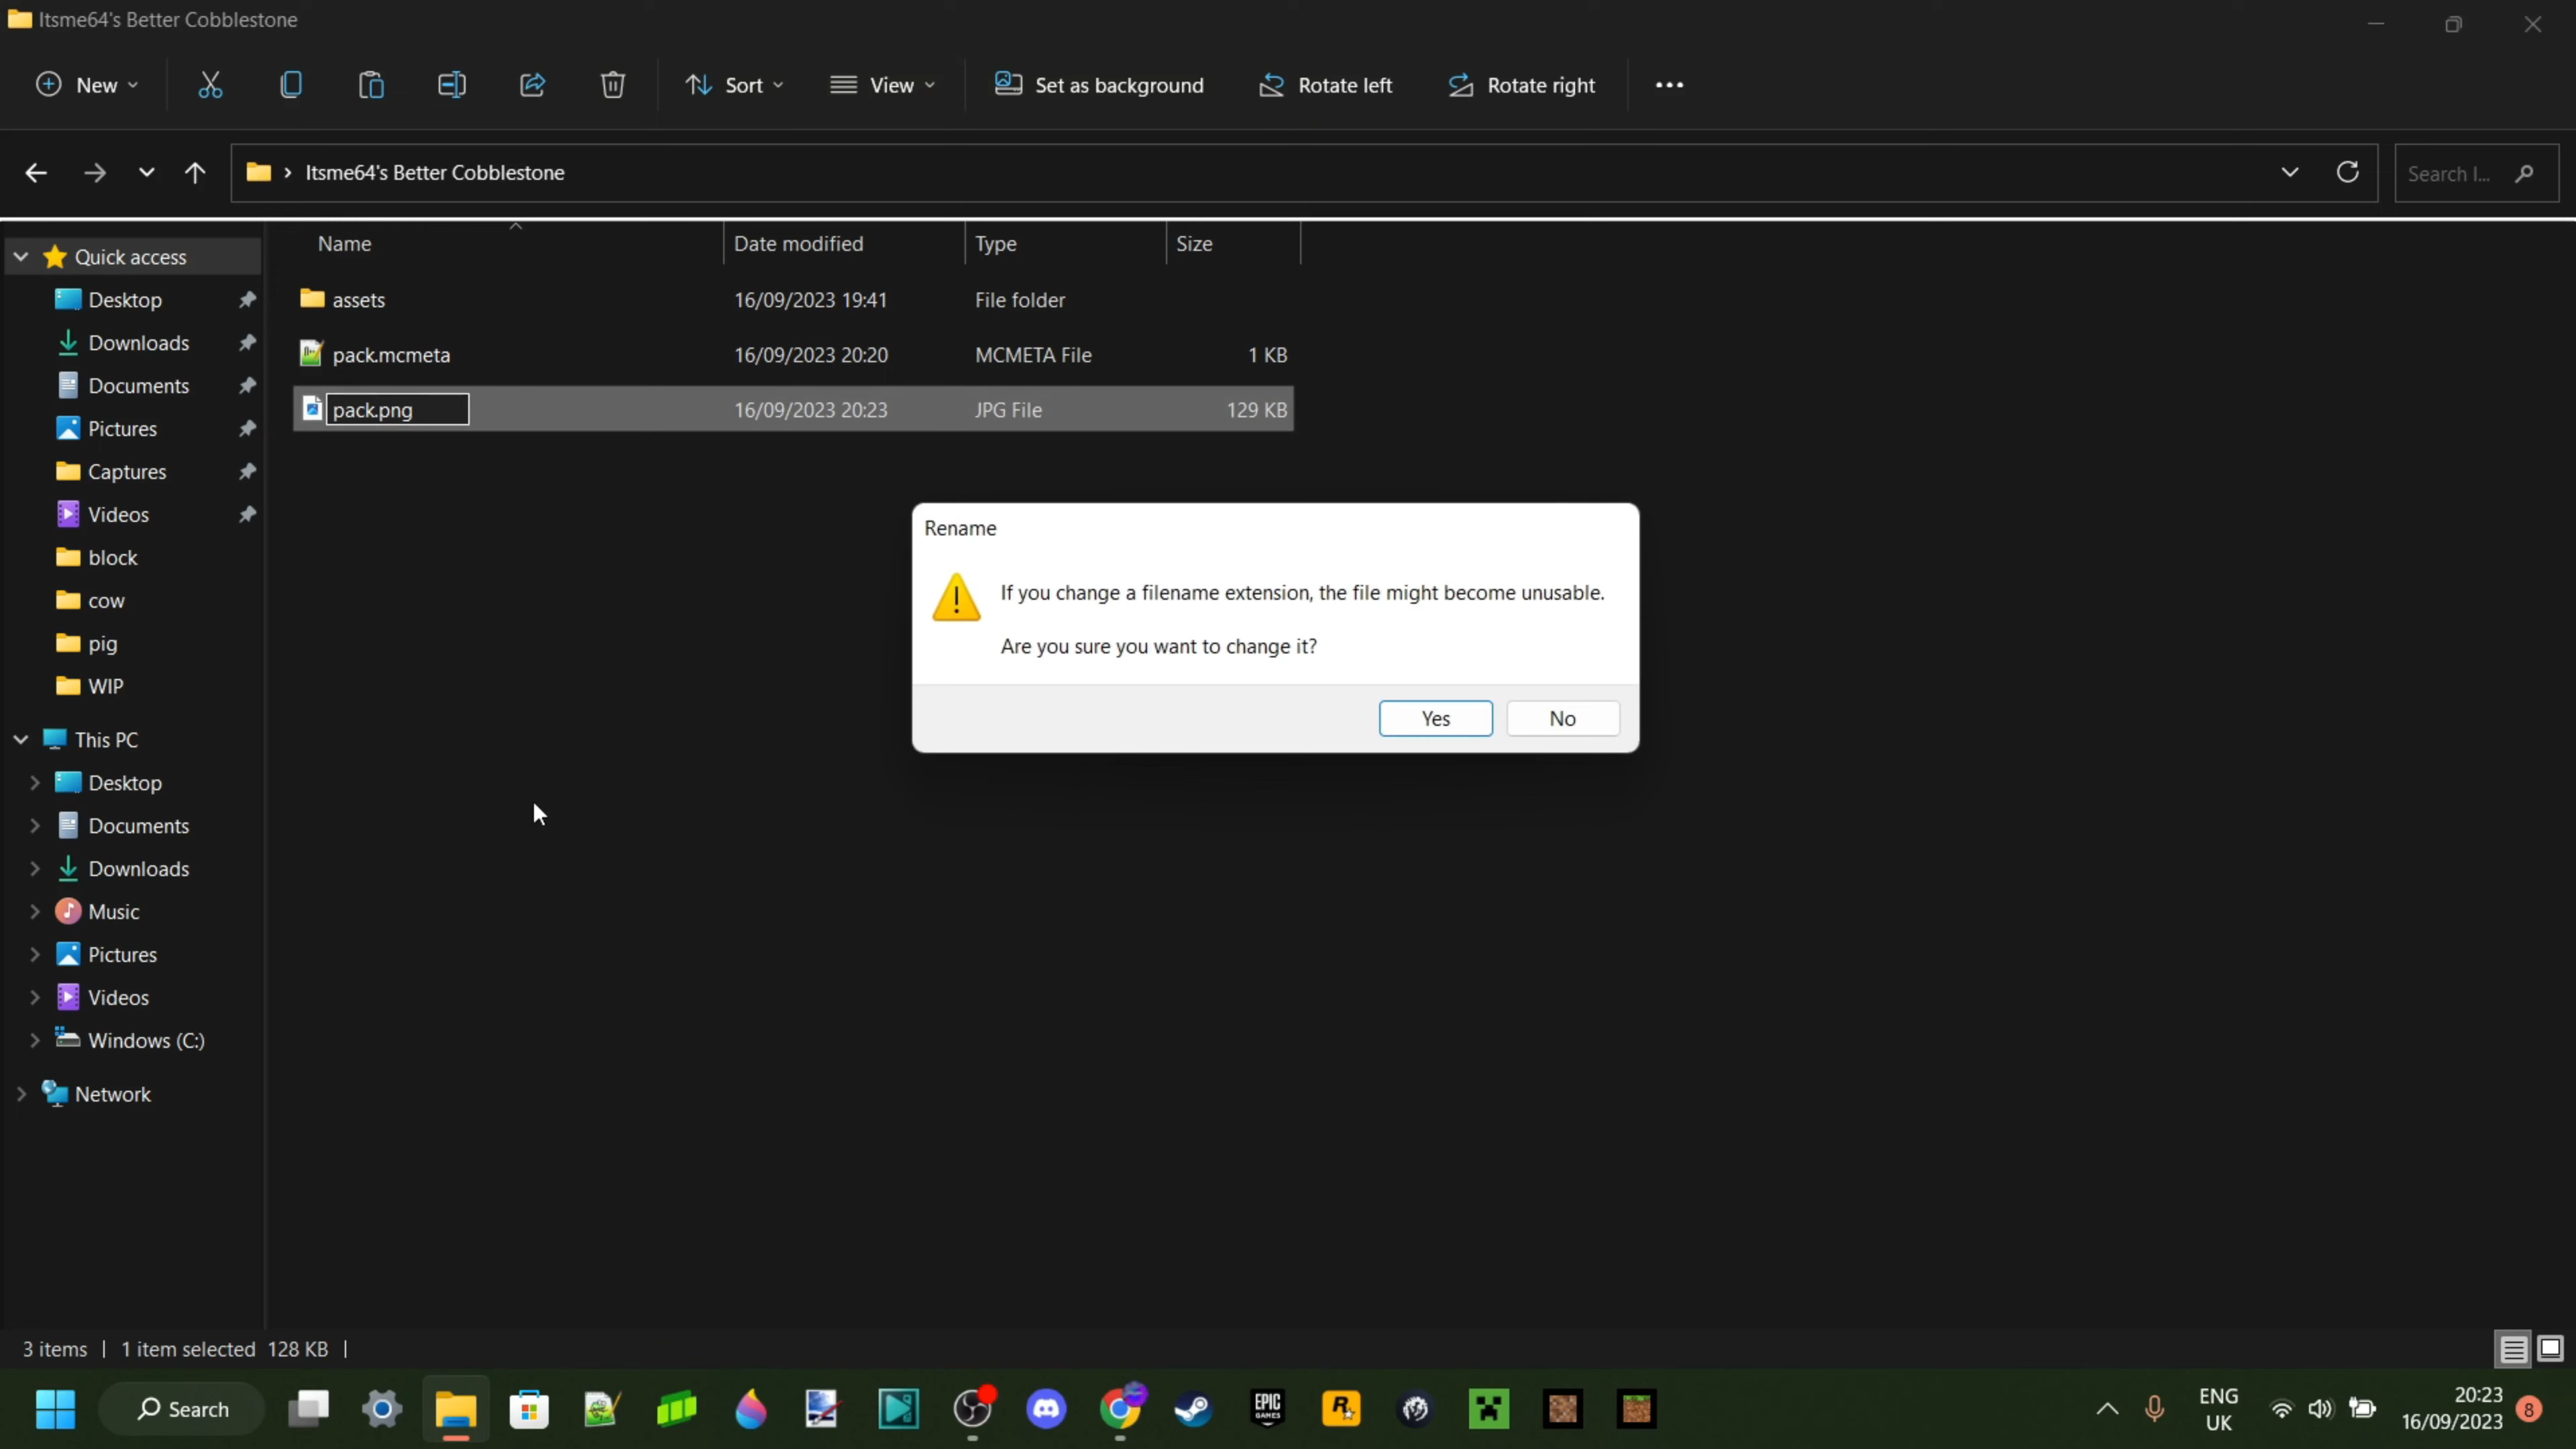 Itsme64's Better Cobblestone
New
Sort
View
Set as background
Rotate left
Rotate right
Itsme64's Better Cobblestone
Search I...
Name
Date modified
Type
Size
Quick access
Desktop
Downloads
Documents
Pictures
Captures
Videos
block
cow
pig
WIP
This PC
Desktop
Documents
Downloads
Music
Pictures
Videos
Windows (C:)
Network
assets
16/09/2023 19:41
File folder
pack.mcmeta
16/09/2023 20:20
MCMETA File
1 KB
pack.png
16/09/2023 20:23
JPG File
129 KB
Rename
If you change a filename extension, the file might become unusable.
Are you sure you want to change it?
Yes
No
3 items
1 item selected 128 KB
Search
EPIC
GAMES
R
ENG
UK
20:23
16/09/2023
8